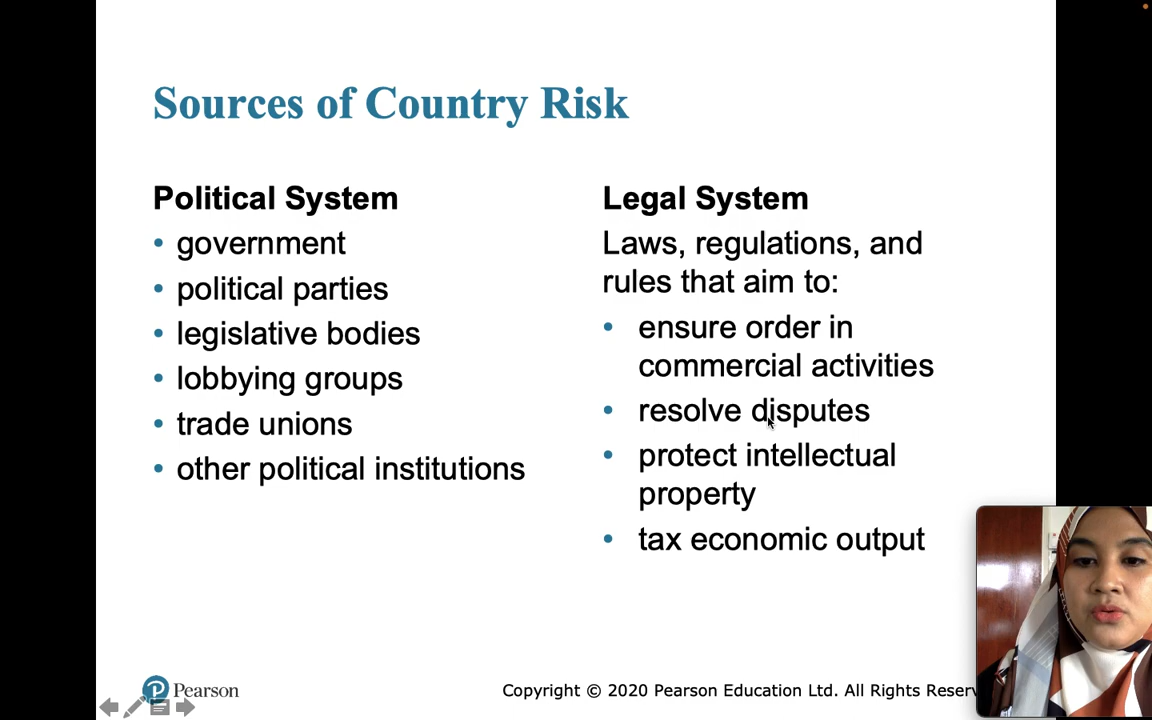 Sources of Country Risk
Political System
• government
• political parties
• legislative bodies
• lobbying groups
• trade unions
• other political institutions
Legal System
Laws, regulations, and
rules that aim to:
• ensure order in
commercial activities
• resolve disputes
• protect intellectual
property
• tax economic output
P Pearson
Copyright © 2020 Pearson Education Ltd. All Rights Reserv